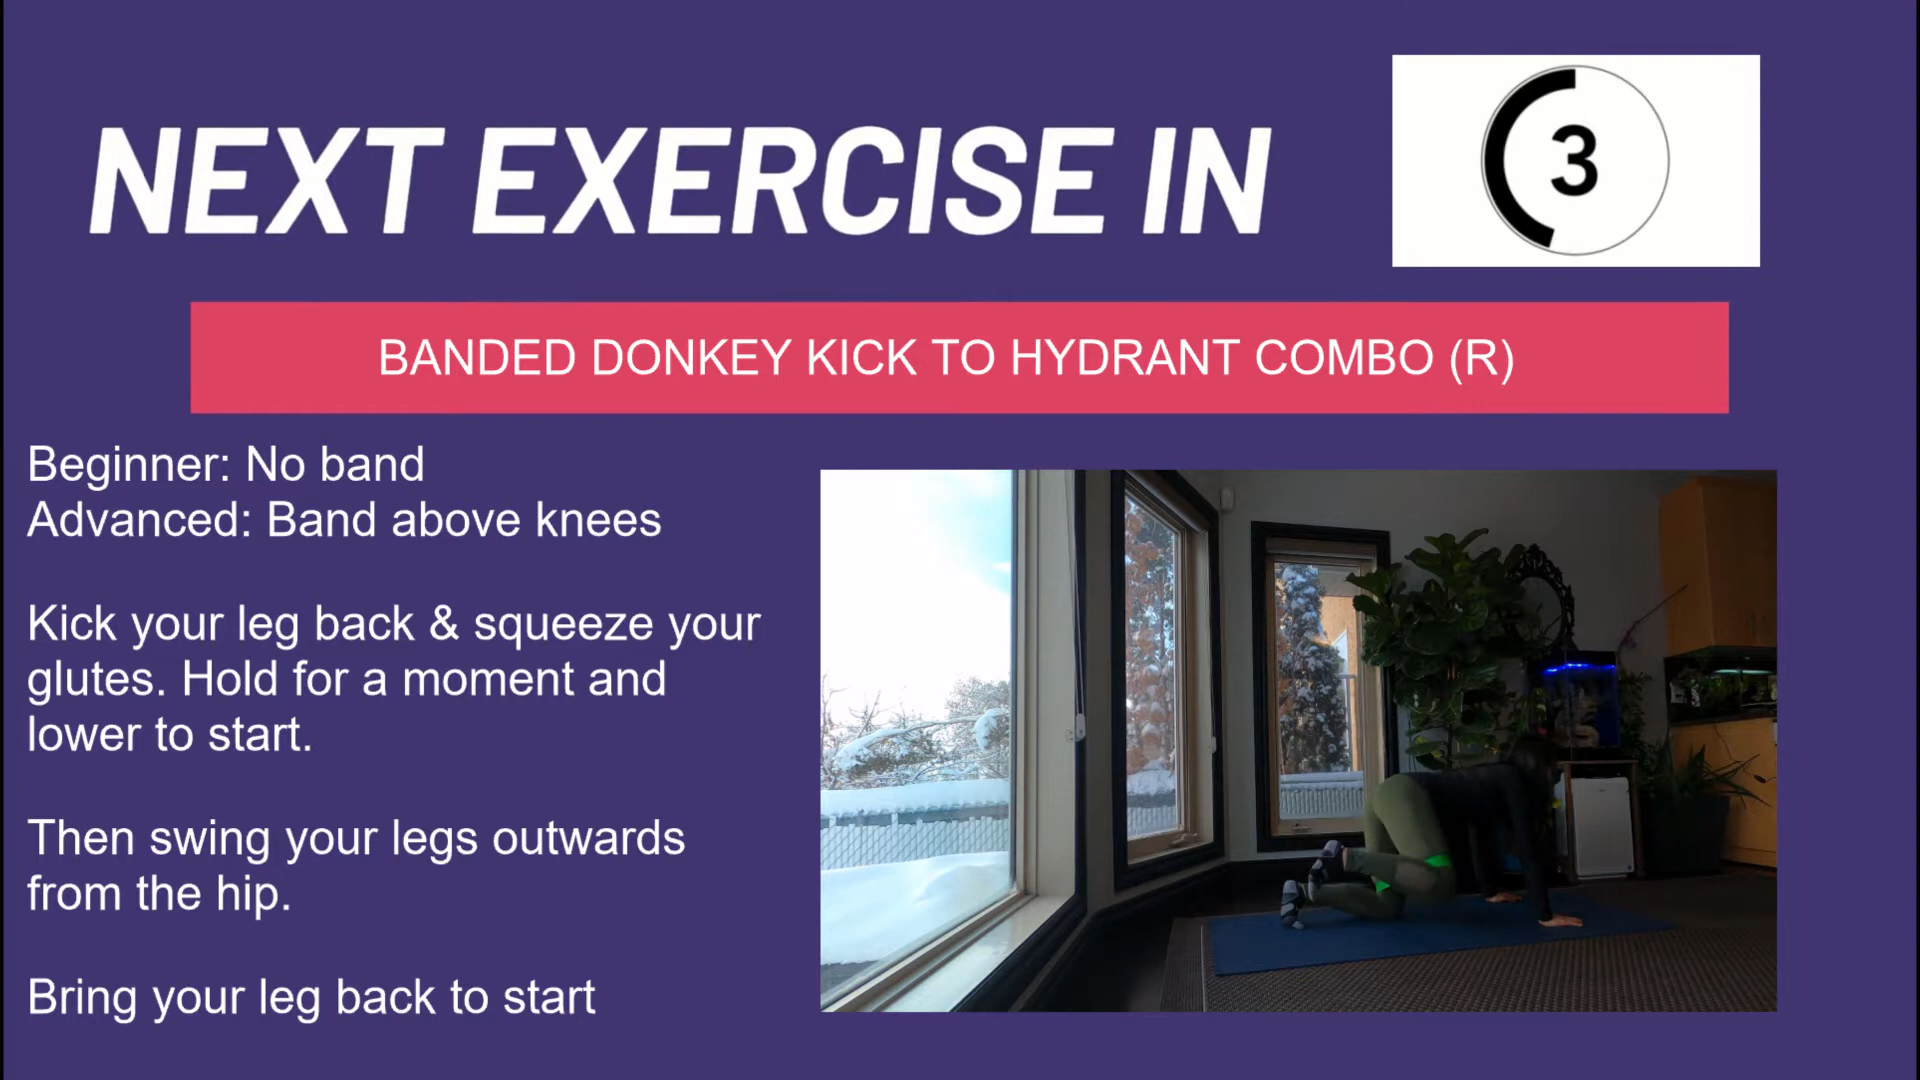 NEXT EXERCISE IN
3
BANDED DONKEY KICK TO HYDRANT COMBO (R)
Beginner: No band
Advanced: Band above knees
Kick your leg back & squeeze your
glutes. Hold for a moment and
lower to start.
Then swing your legs outwards
from the hip.
Bring your leg back to start